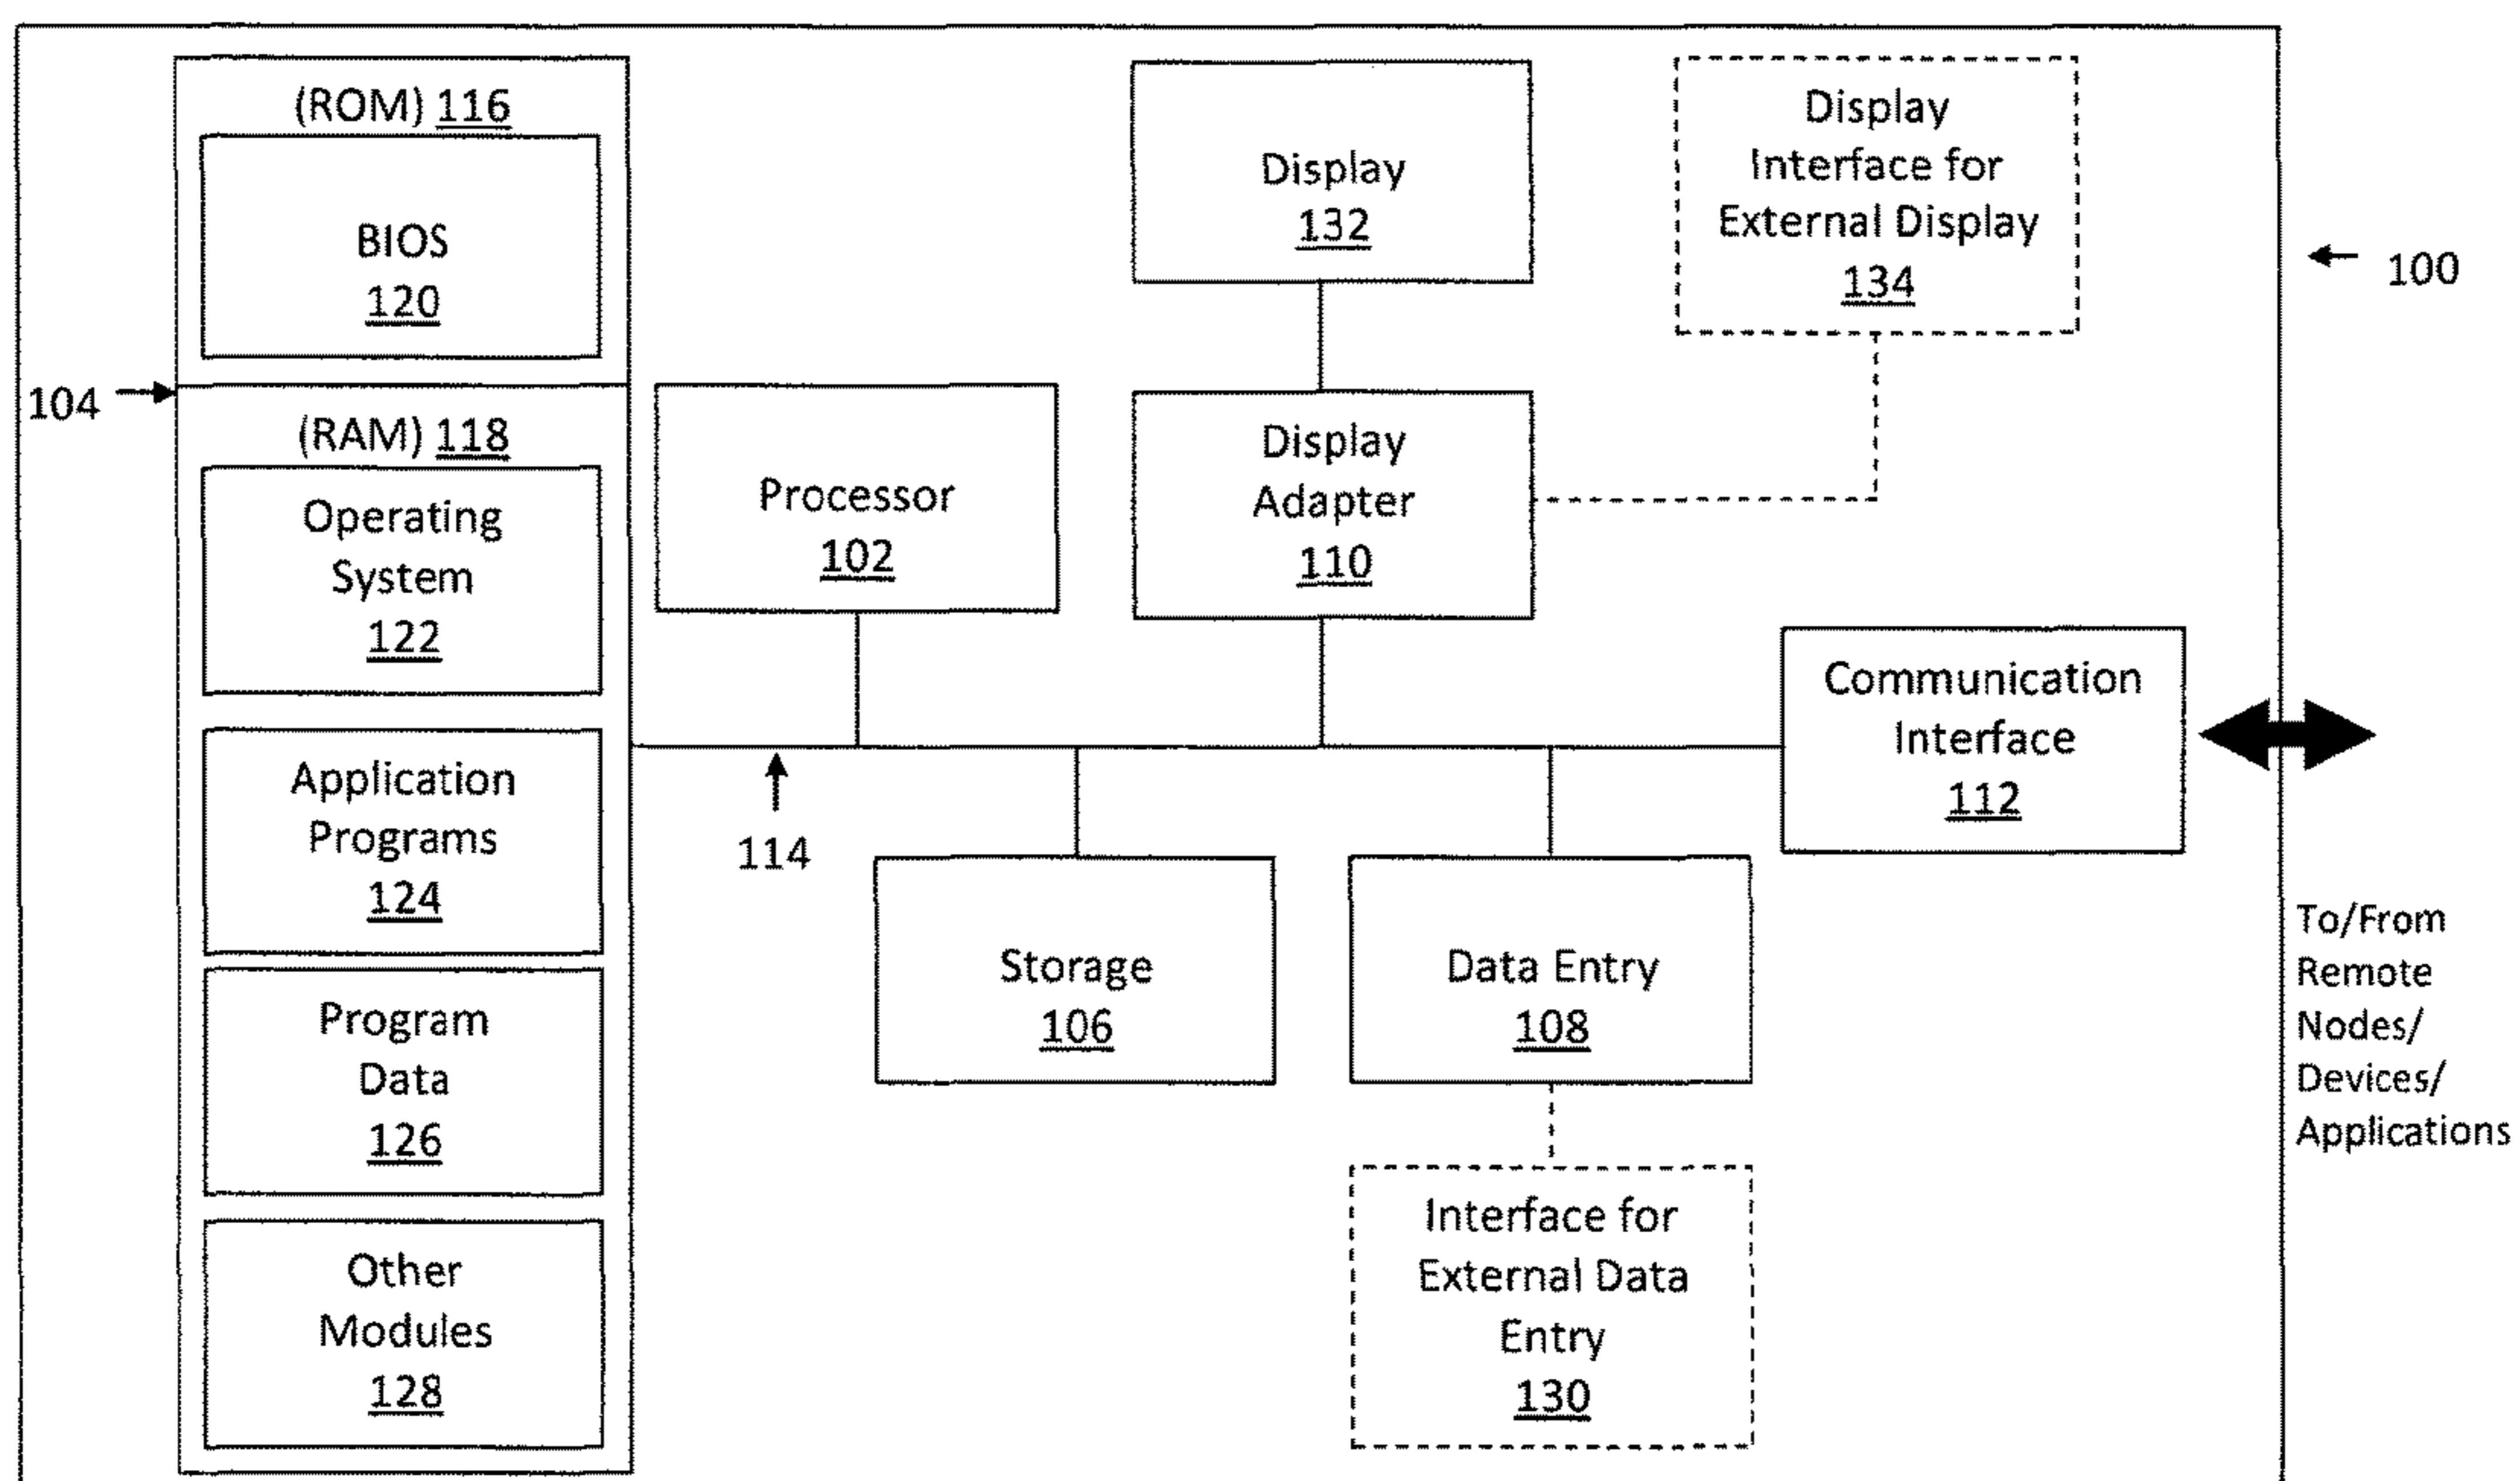 (ROM) 116
BIOS
120
104
(RAM) 118
Operating
System
122
Application
Programs
124
Program
Data
126
Other
Modules
128
Processor
102
114
Display
132
Display
Adapter
110
Display
Interface for
External Display
134
100
Communication
Interface
112
Storage
106
Data Entry
108
Interface for
External Data
Entry
130
To/From
Remote
Nodes/
Devices/
Applications